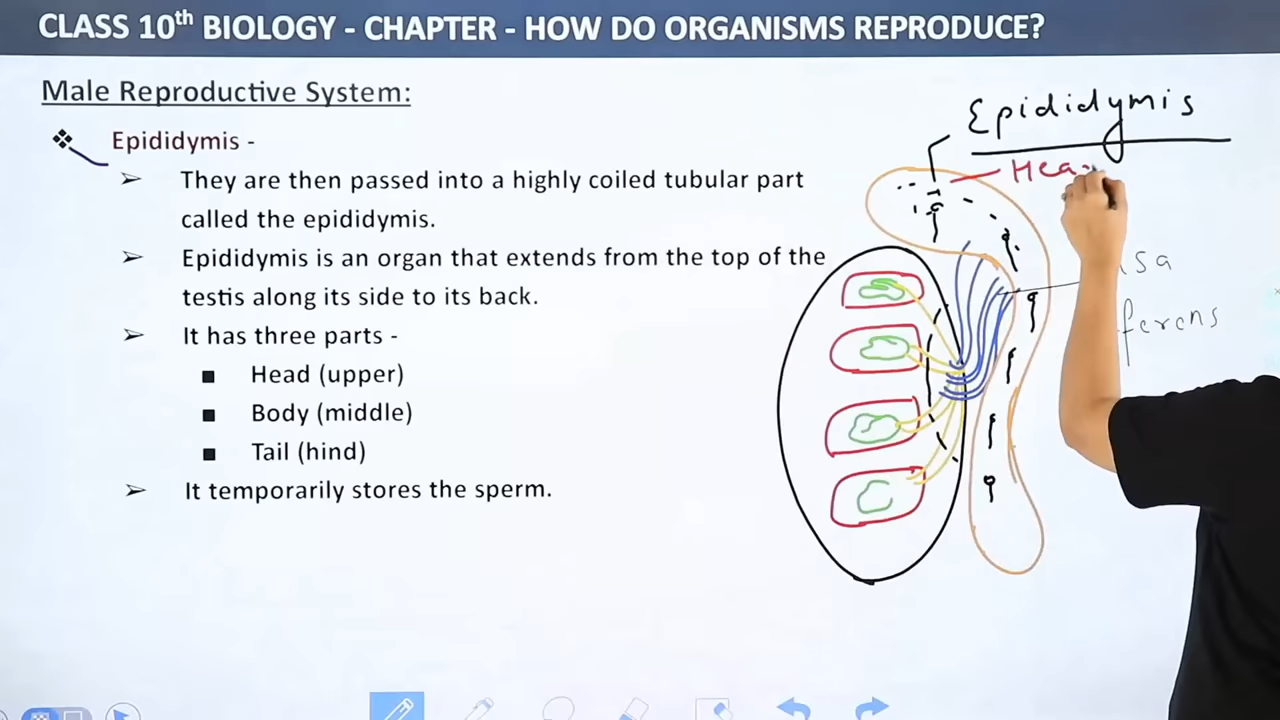 CLASS 10th BIOLOGY - CHAPTER - HOW DO ORGANISMS REPRODUCE?
Male Reproductive System:
Epididymis -
They are then passed into a highly coiled tubular part
called the epididymis.
Epididymis is an organ that extends from the top of the
testis along its side to its back.
It has three parts -
Head (upper)
Body (middle)
Tail (hind)
It temporarily stores the sperm.
Epididymis
Hea
sa
ferens